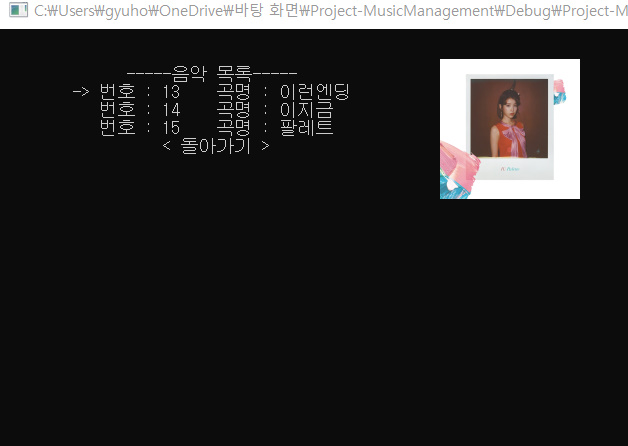 C:₩Users₩gyuho₩OneDrive₩바탕 화면₩Project-MusicManagement₩Debug₩Project-M
-----음악 목록-----
-> 번호 : 13 곡명 : 이런엔딩
번호 : 14 곡명 : 이지금
번호 : 15 곡명 : 팔레트
< 돌아가기 >